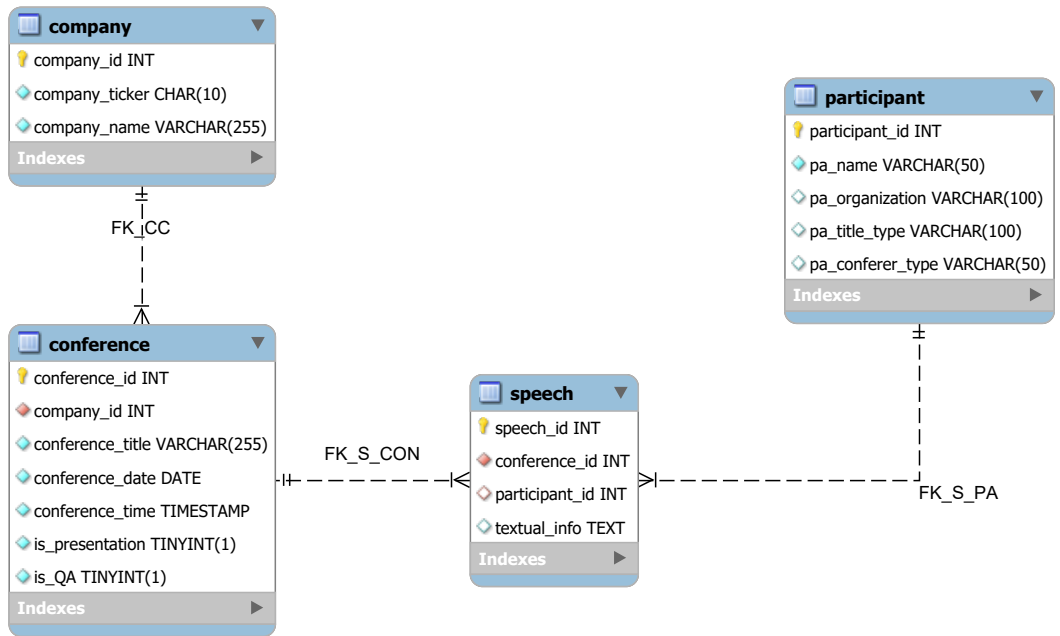 company
company_id INT
company_ticker CHAR(10)
company_name VARCHAR(255)
Indexes
FK_CC
conference
conference_id INT
company_id INT
conference_title VARCHAR(255)
conference_date DATE
conference_time TIMESTAMP
is_presentation TINYINT(1)
is_QA TINYINT(1)
Indexes
FK_S_CON
speech
speech_id INT
conference_id INT
participant_id INT
textual_info TEXT
Indexes
participant
participant_id INT
pa_name VARCHAR(50)
pa_organization VARCHAR(100)
pa_title_type VARCHAR(100)
pa_conferer_type VARCHAR(50)
Indexes
FK_S_PA